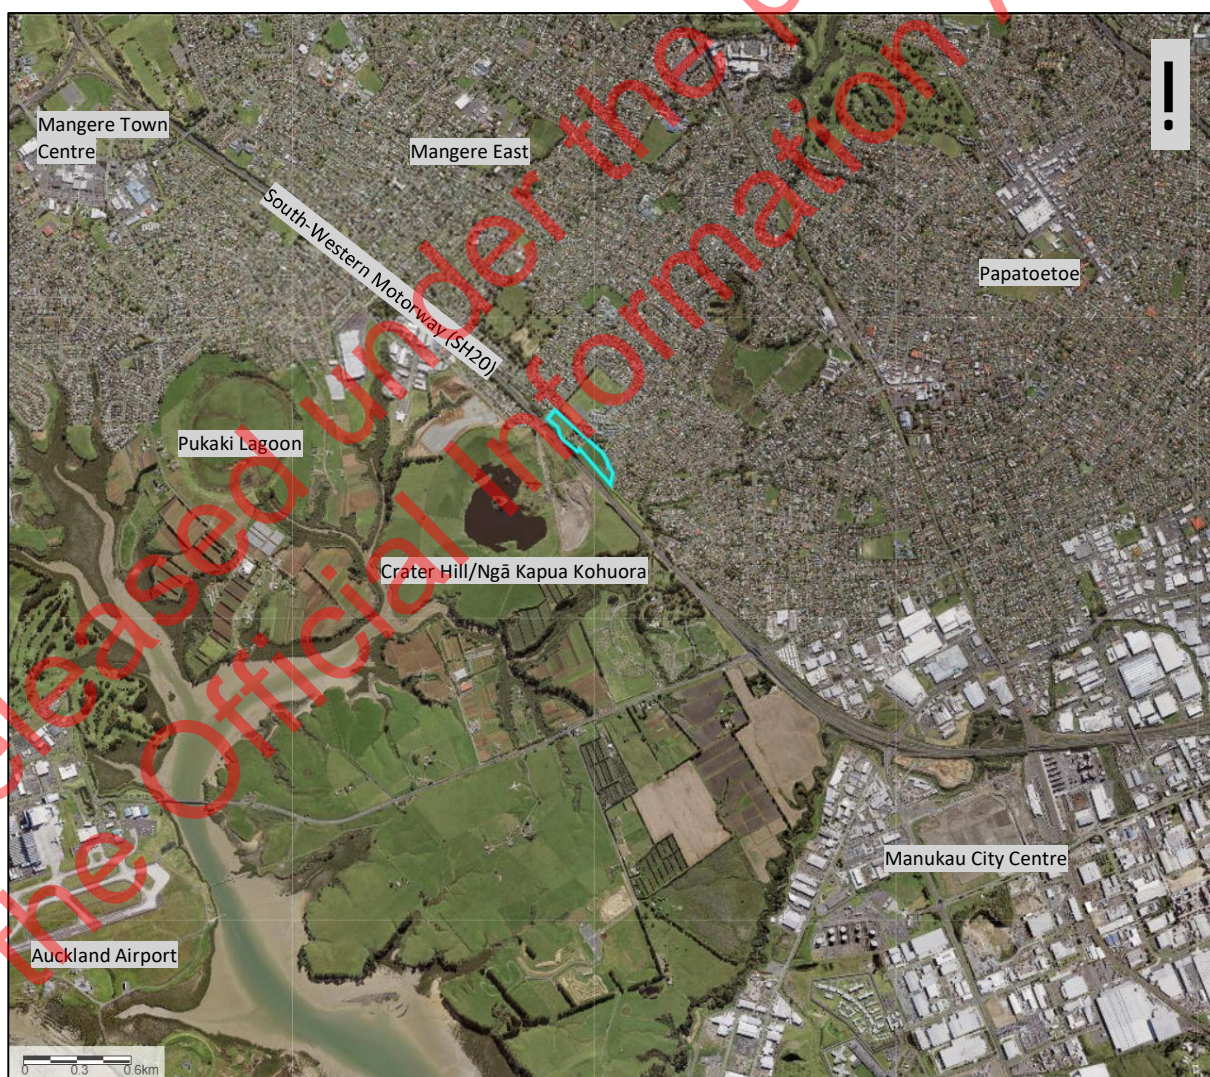 Mangere Town
Centre
Mangere East
!
South-Western Motorway (SH20)
Papatoetoe
Pukaki Lagoon
Crater Hill/Ngā Kapua Kohuora
Manukau City Centre
Auckland Airport
0 0.3 0.6km
eleased under the p
the Official Information